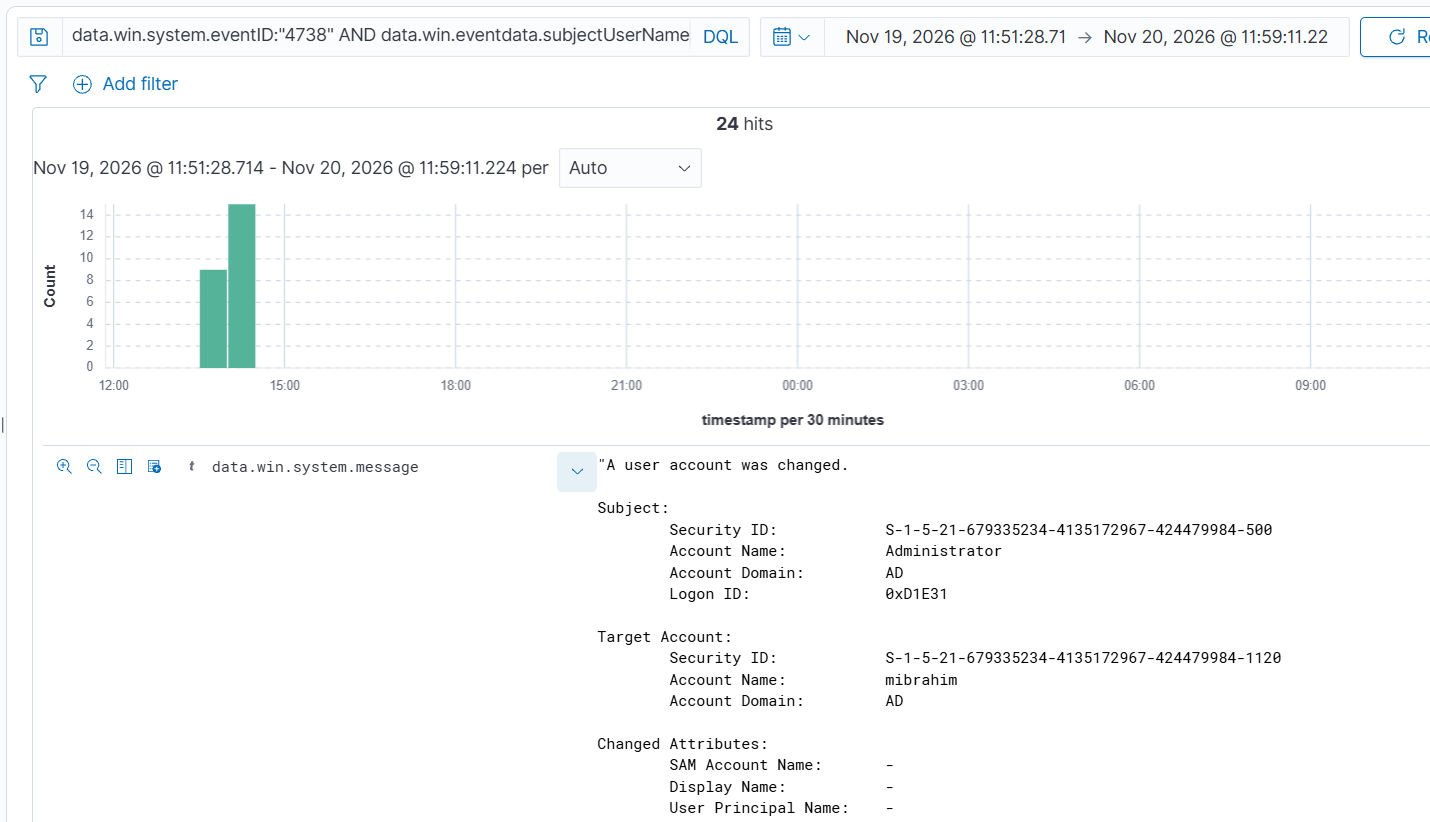 data.win.system.eventID:"4738" AND data.win.eventdata.subjectUserName DQL Nov 19, 2026 @ 11:51:28.71 → Nov 20, 2026 @ 11:59:11.22
Add filter
24 hits
Nov 19, 2026 @ 11:51:28.714 - Nov 20, 2026 @ 11:59:11.224 per Auto
14
12
10
8
6
4
2
0
Count
12:00 15:00 18:00 21:00 00:00 03:00 06:00 09:00
timestamp per 30 minutes
t data.win.system.message "A user account was changed.
Subject:
Security ID: S-1-5-21-679335234-4135172967-424479984-500
Account Name: Administrator
Account Domain: AD
Logon ID: 0xD1E31
Target Account:
Security ID: S-1-5-21-679335234-4135172967-424479984-1120
Account Name: mibrahim
Account Domain: AD
Changed Attributes:
SAM Account Name: -
Display Name: -
User Principal Name: -